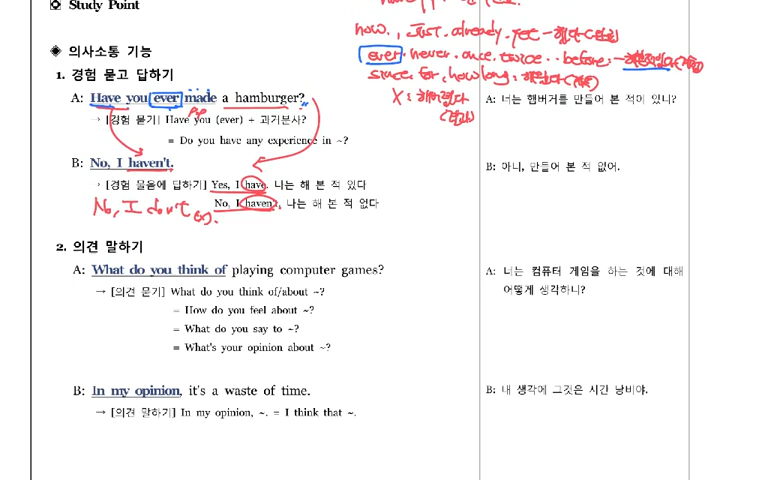 Study Point
now., Just. already. yet - 했다<완료
ever. never. once. twice.. before. -
since. for, how long:
X :
◈ 의사소통 기능
1. 경험 묻고 답하기
A: Have you ever made a hamburger?
A: 너는 햄버거를 만들어 본 적이 있니?
pp
→ [경험 묻기] Have you (ever) + 과거분사?
= Do you have any experience in ~?
B: No, I haven't.
B: 아니, 만들어 본 적 없어.
→ [경험 물음에 답하기] Yes, I have. 나는 해 본 적 있다
No, I haven't, 나는 해 본 적 없다
No, I don't (x).
2. 의견 말하기
A: What do you think of playing computer games?
A: 너는 컴퓨터 게임을 하는 것에 대해
어떻게 생각하니?
→ [의견 묻기] What do you think of/about ~?
= How do you feel about ~?
= What do you say to ~?
= What's your opinion about ~?
B: In my opinion, it's a waste of time.
B: 내 생각에 그것은 시간 낭비야.
→ [의견 말하기] In my opinion, ~. = I think that ~.